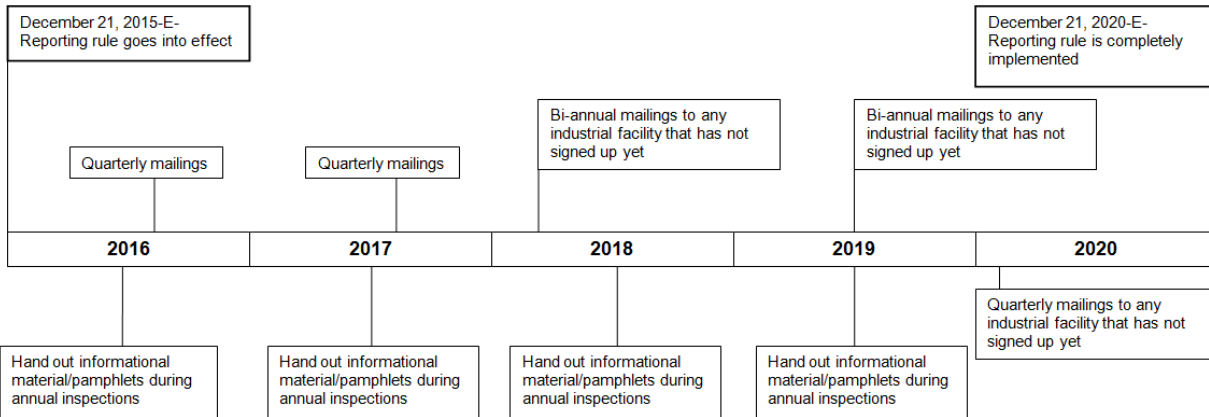 December 21, 2015-E-
Reporting rule goes into effect
December 21, 2020-E-
Reporting rule is completely
implemented
Quarterly mailings
Quarterly mailings
Bi-annual mailings to any
industrial facility that has not
signed up yet
Bi-annual mailings to any
industrial facility that has not
signed up yet
2016
2017
2018
2019
2020
Hand out informational
material/pamphlets during
annual inspections
Hand out informational
material/pamphlets during
annual inspections
Hand out informational
material/pamphlets during
annual inspections
Hand out informational
material/pamphlets during
annual inspections
Quarterly mailings to any
industrial facility that has not
signed up yet